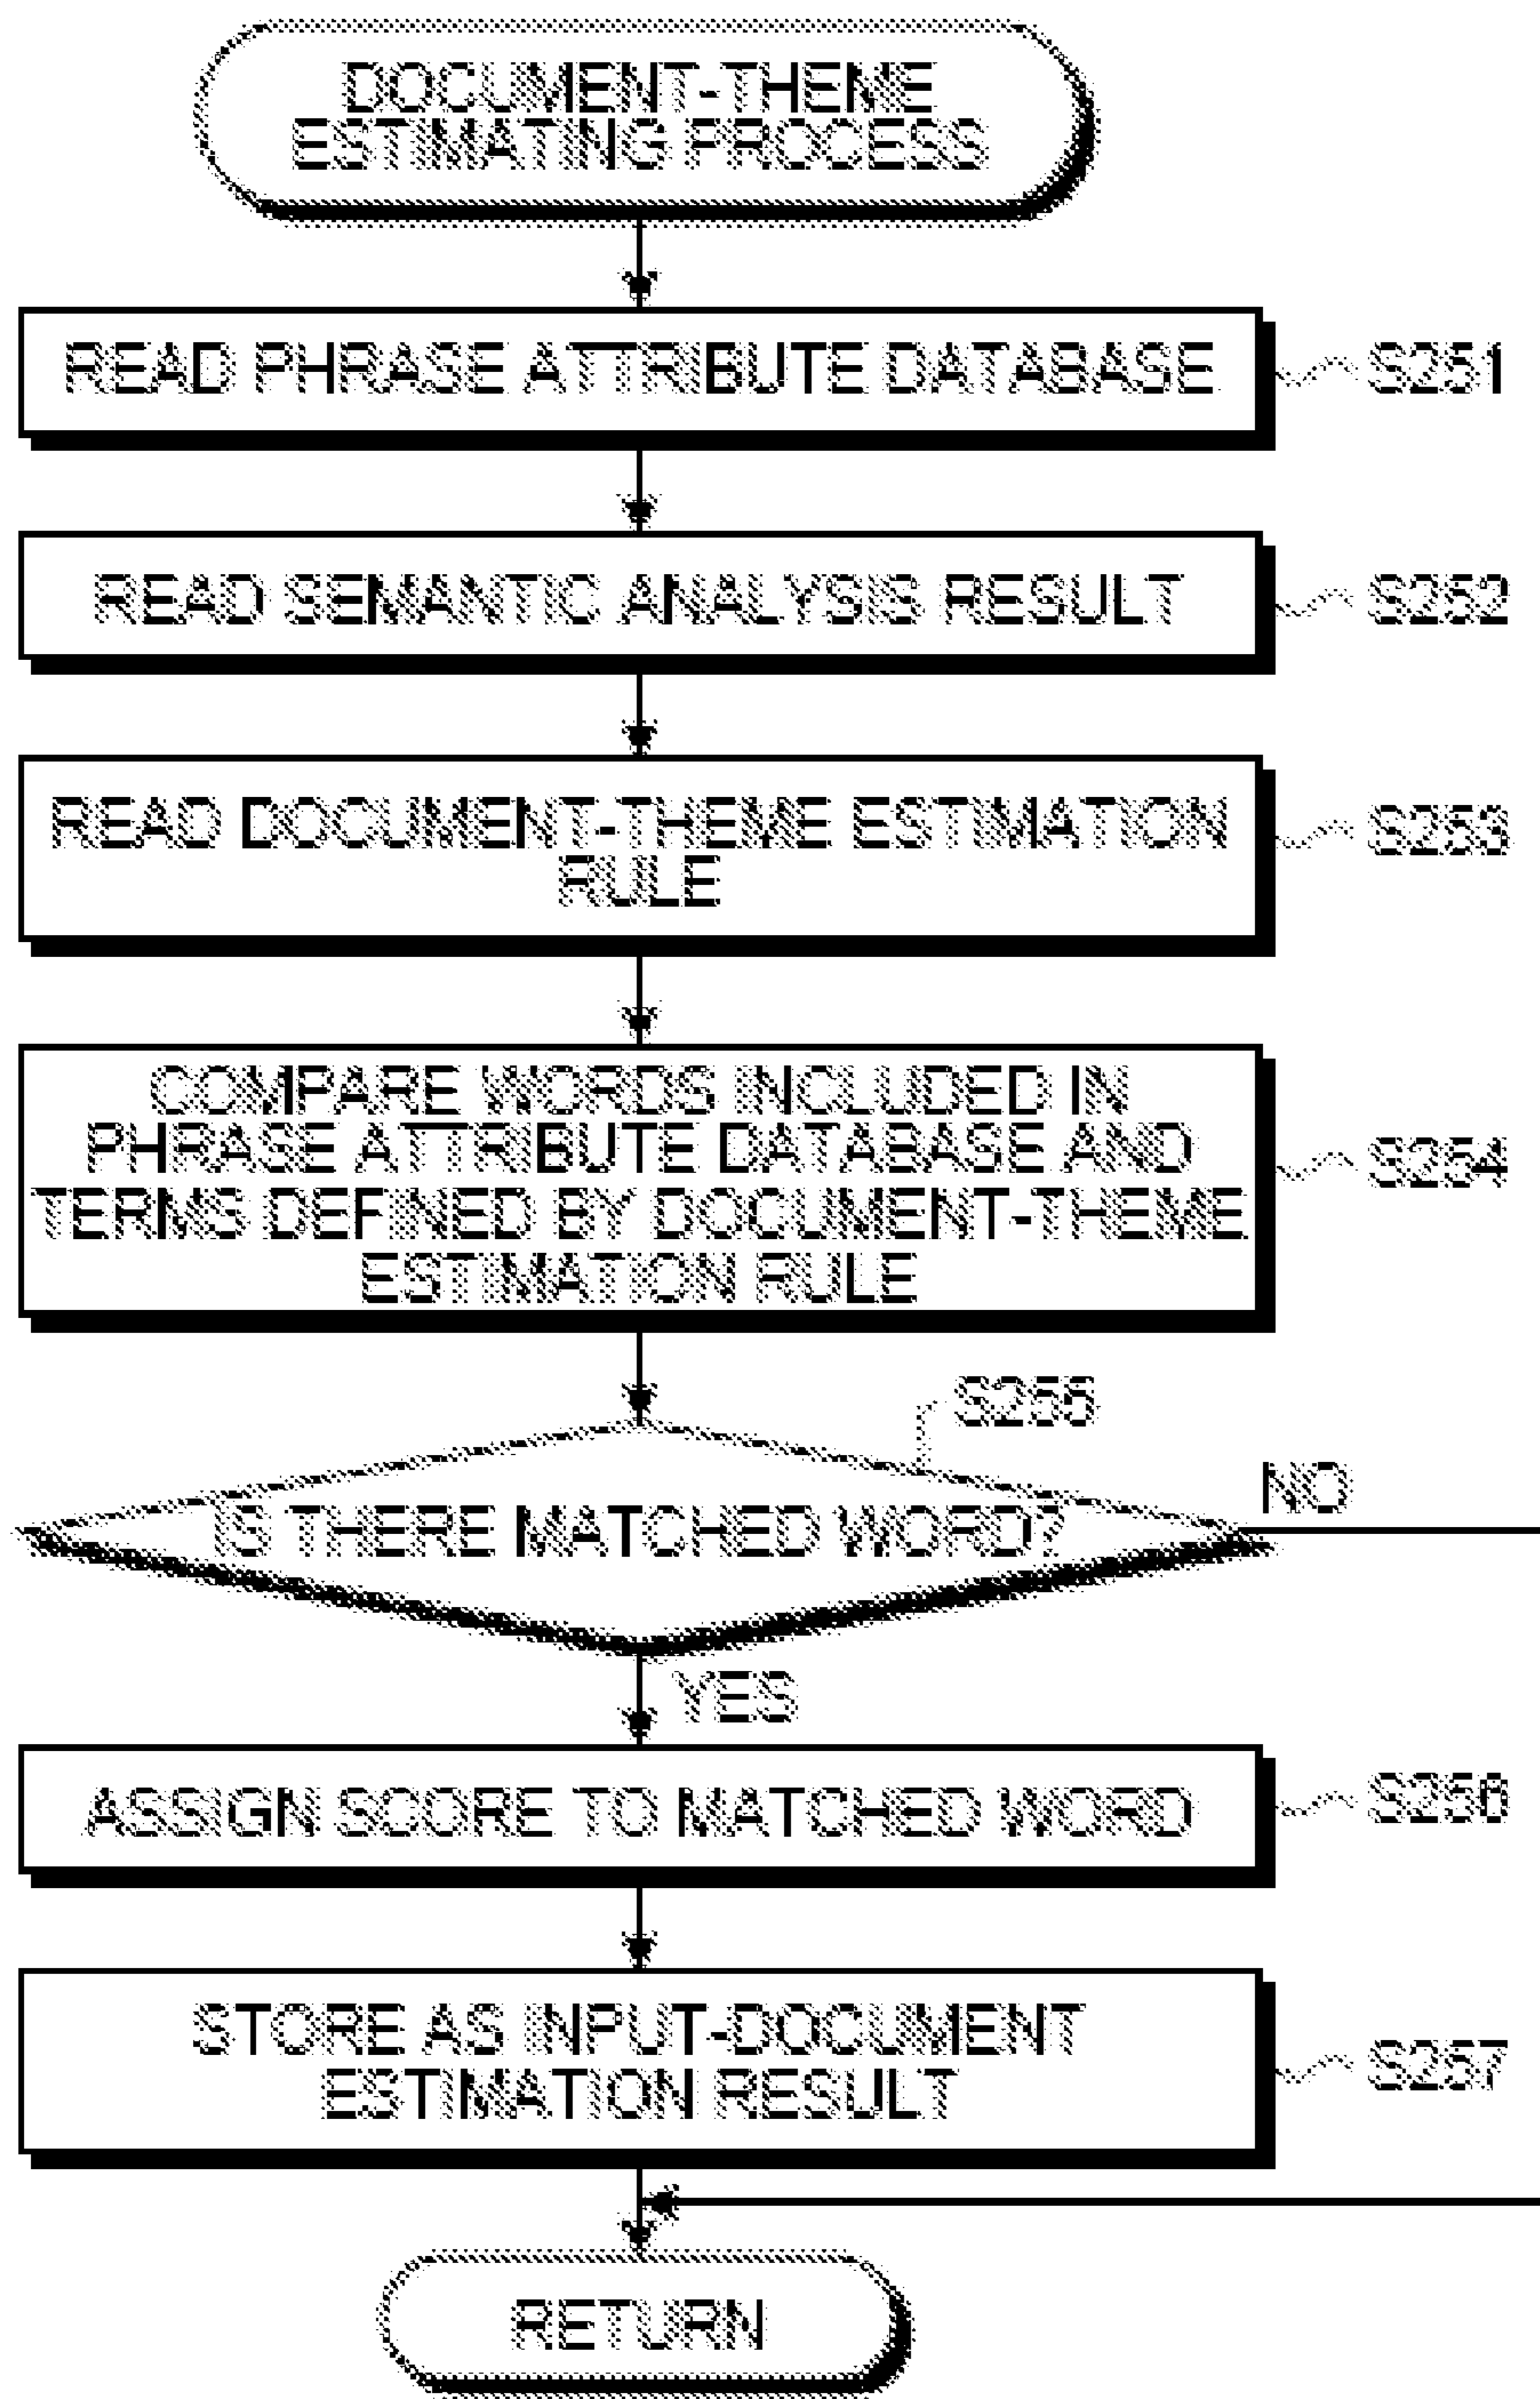 DOCUMENT-THEME
ESTIMATING PROCESS
READ PHRASE ATTRIBUTE DATABASE
S251
READ SEMANTIC ANALYSIS RESULT
S252
READ DOCUMENT-THEME ESTIMATION
RULE
S253
COMPARE WORDS INCLUDED IN
PHRASE ATTRIBUTE DATABASE AND
TERMS DEFINED BY DOCUMENT-THEME
ESTIMATION RULE
S254
S255
IS THERE MATCHED WORD?
NO
YES
ASSIGN SCORE TO MATCHED WORD
S256
STORE AS INPUT-DOCUMENT
ESTIMATION RESULT
S257
RETURN